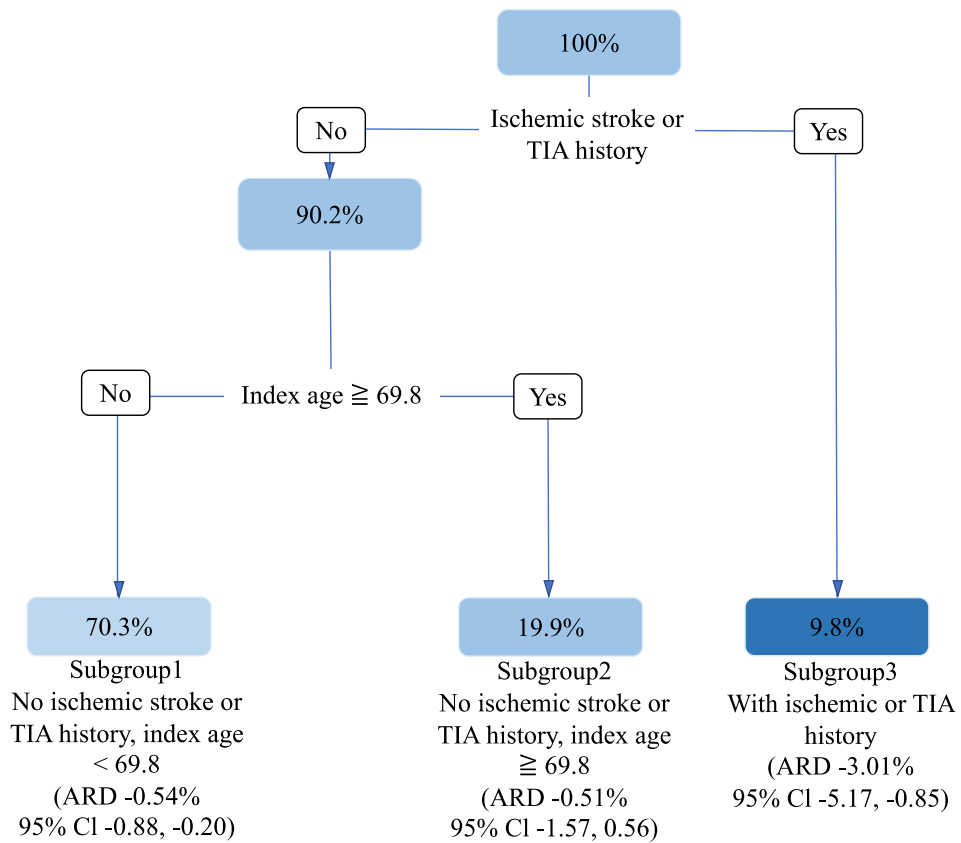 100%
Ischemic stroke or
TIA history
No
Yes
90.2%
Index age ≧ 69.8
No
Yes
70.3%
Subgroup1
No ischemic stroke or
TIA history, index age
< 69.8
(ARD -0.54%
95% Cl -0.88, -0.20)
19.9%
Subgroup2
No ischemic stroke or
TIA history, index age
≧ 69.8
(ARD -0.51%
95% Cl -1.57, 0.56)
9.8%
Subgroup3
With ischemic or TIA
history
(ARD -3.01%
95% Cl -5.17, -0.85)